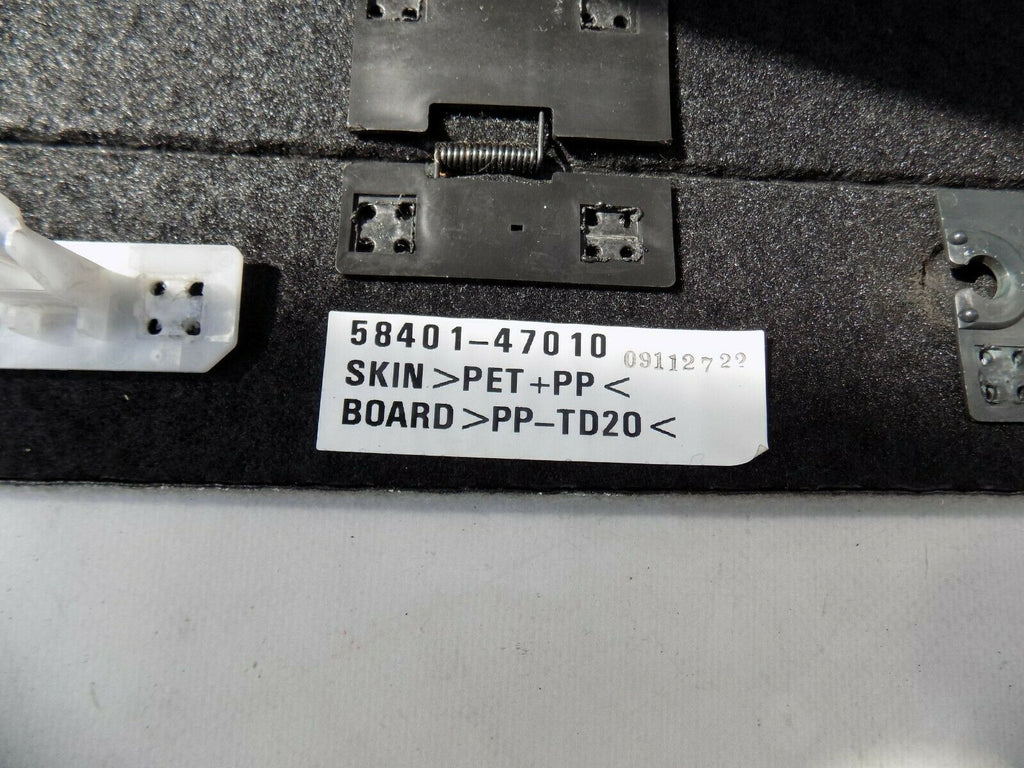 58401-47010 09112722
SKIN >PET+PP<
BOARD >PP-TD20<